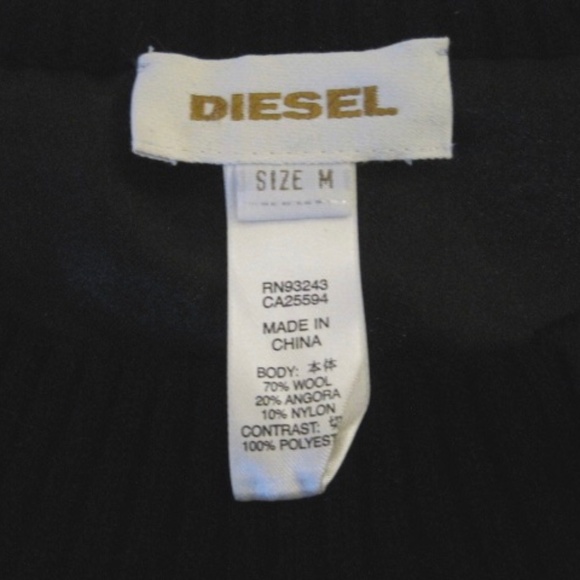 DIESEL
SIZE M
RN93243
CA25594
MADE IN
CHINA
BODY: 本体
70% WOOL
20% ANGORA
10% NYLON
CONTRAST: 切
100% POLYEST